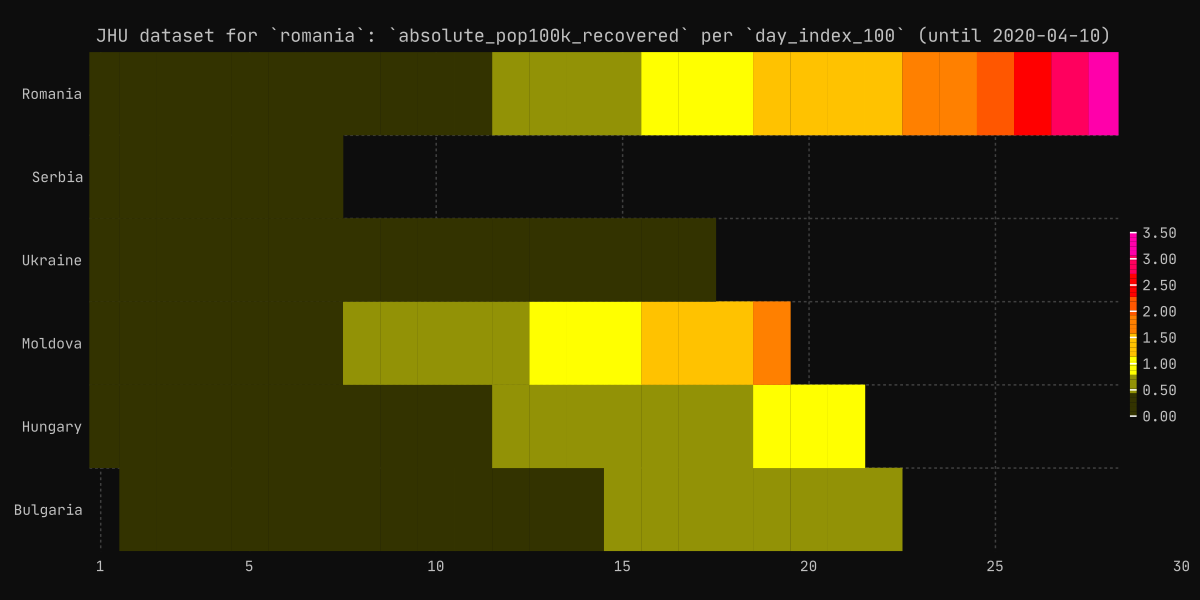 JHU dataset for `romania`: `absolute_pop100k_recovered` per `day_index_100` (until 2020-04-10)
Romania
Serbia
Ukraine
Moldova
Hungary
Bulgaria
3.50
3.00
2.50
2.00
1.50
1.00
0.50
0.00
1 5 10 15 20 25 30